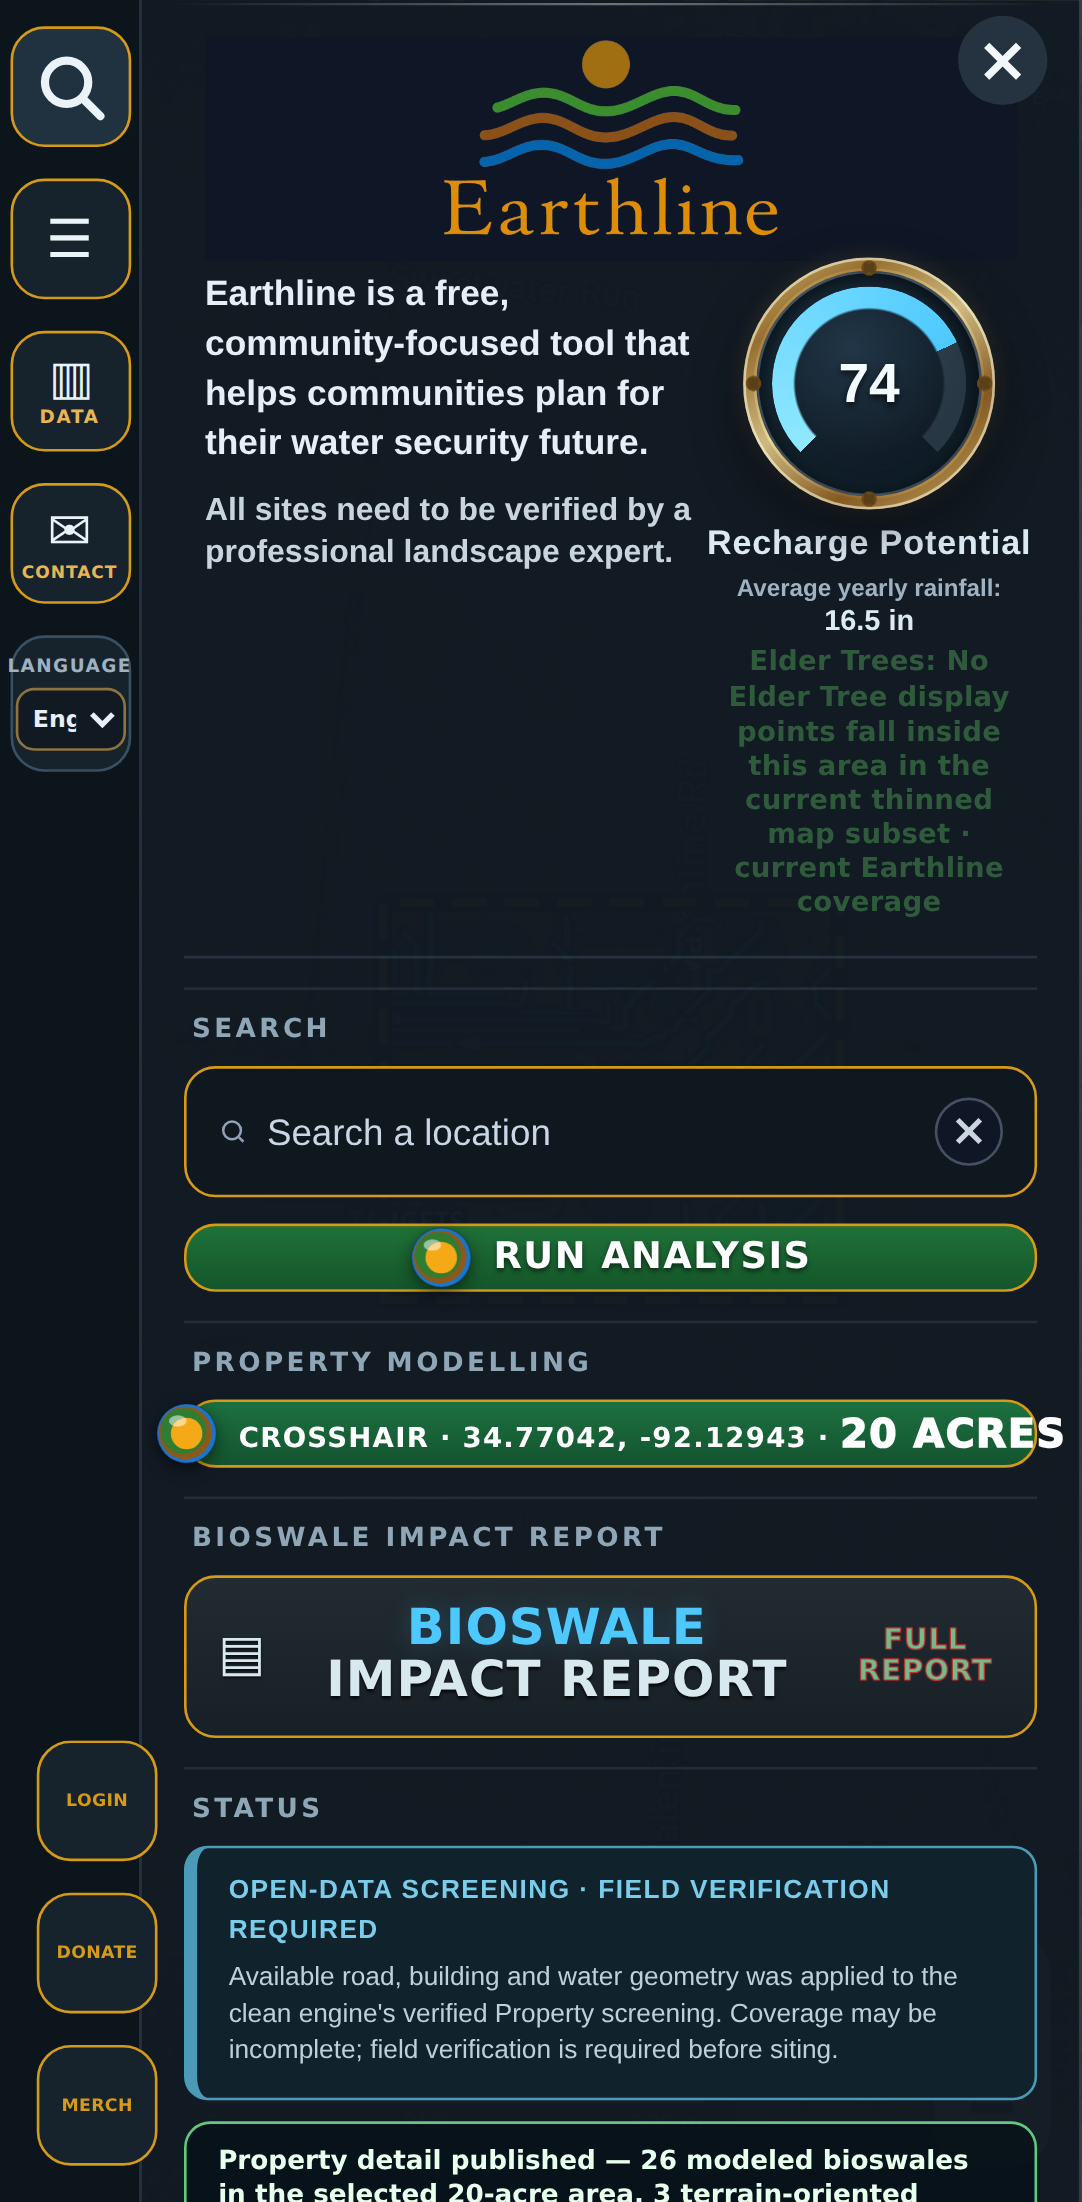 Earthline
Earthline is a free,
community-focused tool that
helps communities plan for
their water security future.
All sites need to be verified by a
professional landscape expert.
74
Recharge Potential
Average yearly rainfall:
16.5 in
Elder Trees: No
Elder Tree display
points fall inside
this area in the
current thinned
map subset ·
current Earthline
coverage
DATA
CONTACT
LANGUAGE
Eng
SEARCH
Search a location
RUN ANALYSIS
PROPERTY MODELLING
CROSSHAIR · 34.77042, -92.12943 · 20 ACRES
BIOSWALE IMPACT REPORT
BIOSWALE
IMPACT REPORT
FULL
REPORT
LOGIN
DONATE
MERCH
STATUS
OPEN-DATA SCREENING · FIELD VERIFICATION
REQUIRED
Available road, building and water geometry was applied to the
clean engine's verified Property screening. Coverage may be
incomplete; field verification is required before siting.
Property detail published — 26 modeled bioswales
in the selected 20-acre area. 3 terrain-oriented